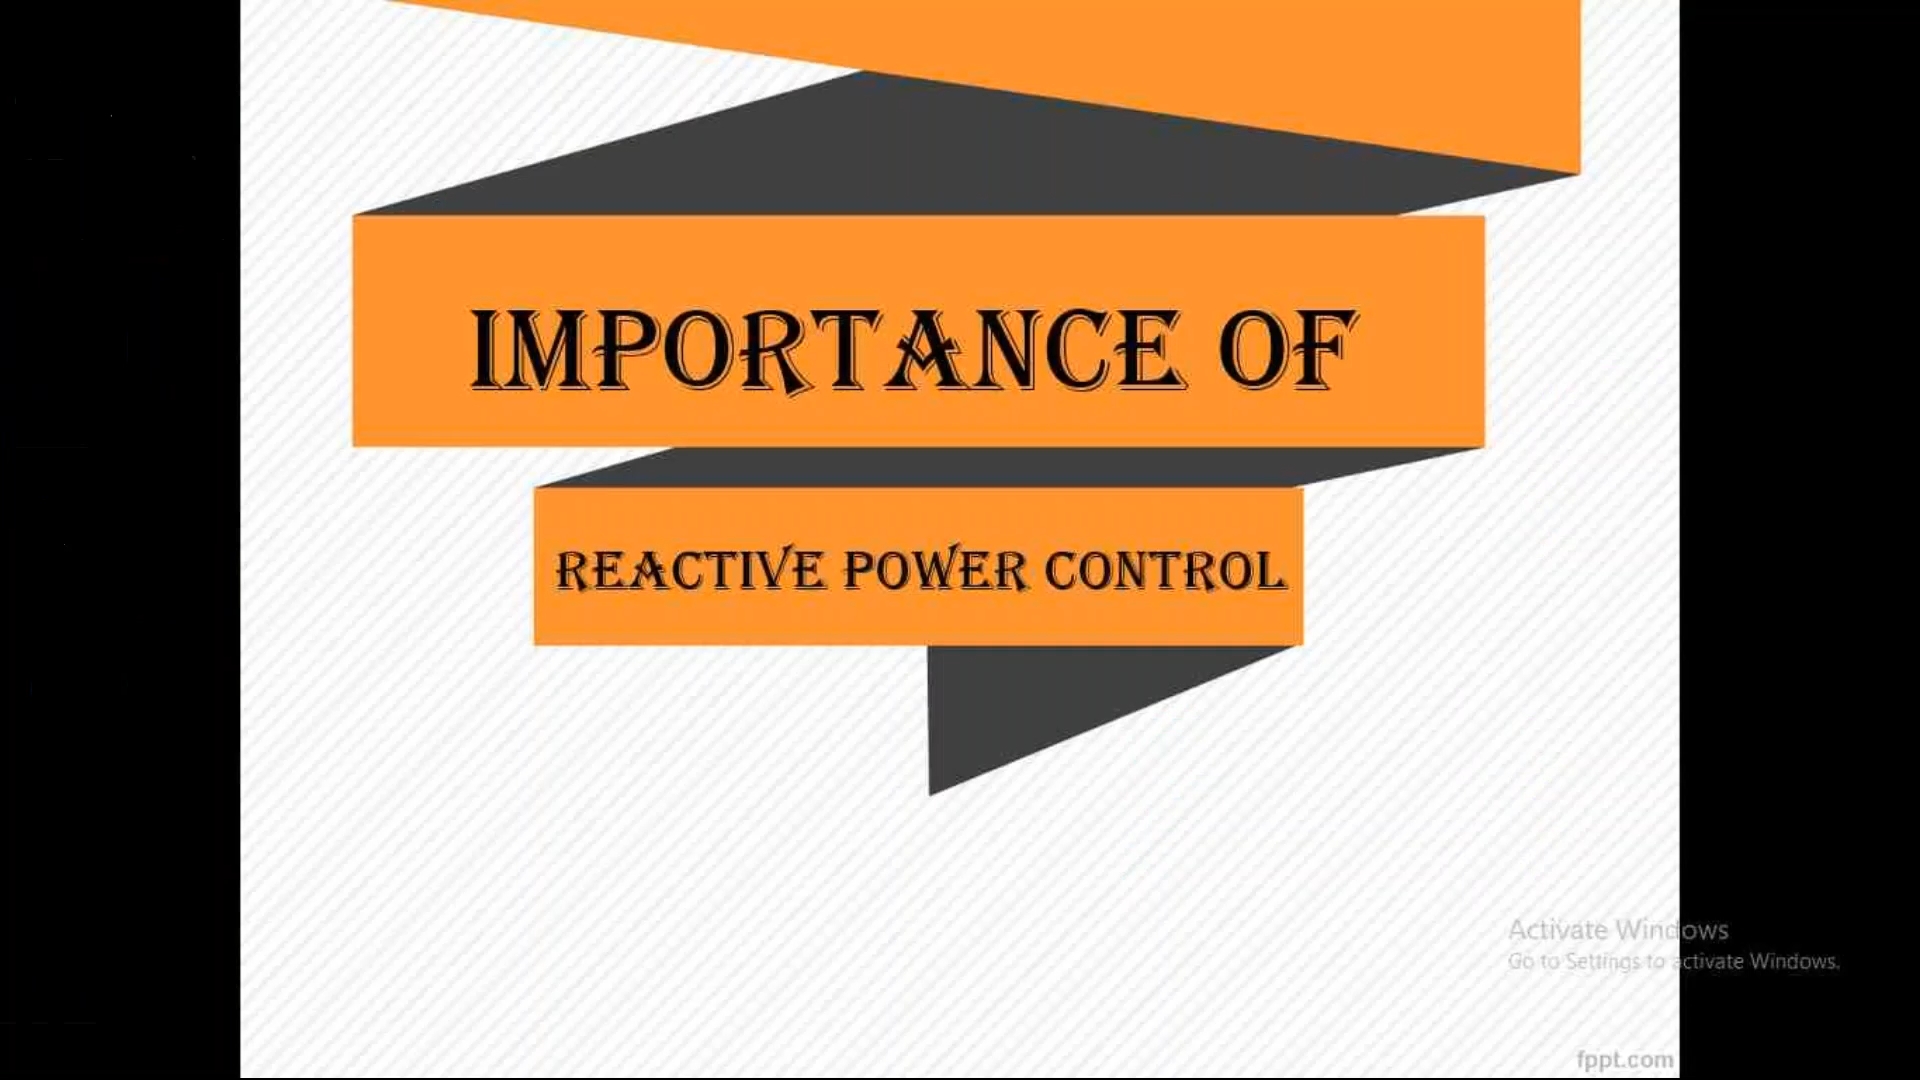 IMPORTANCE OF
REACTIVE POWER CONTROL
Activate Windows
Go to Settings to activate Windows.
fppt.com